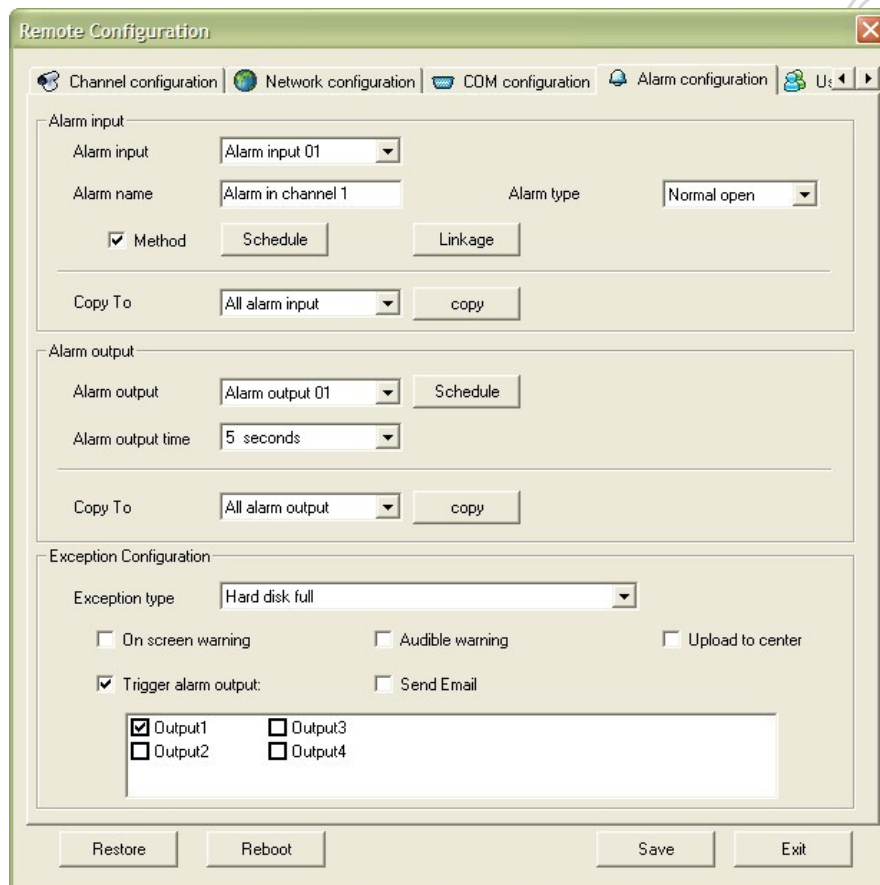 Remote Configuration
Channel configuration Network configuration COM configuration Alarm configuration
Alarm input
Alarm input Alarm input 01
Alarm name Alarm in channel 1 Alarm type Normal open
Method Schedule Linkage
Copy To All alarm input copy
Alarm output
Alarm output Alarm output 01 Schedule
Alarm output time 5 seconds
Copy To All alarm output copy
Exception Configuration
Exception type Hard disk full
On screen warning Audible warning Upload to center
Trigger alarm output: Send Email
Output1 Output3
Output2 Output4
Restore Reboot Save Exit